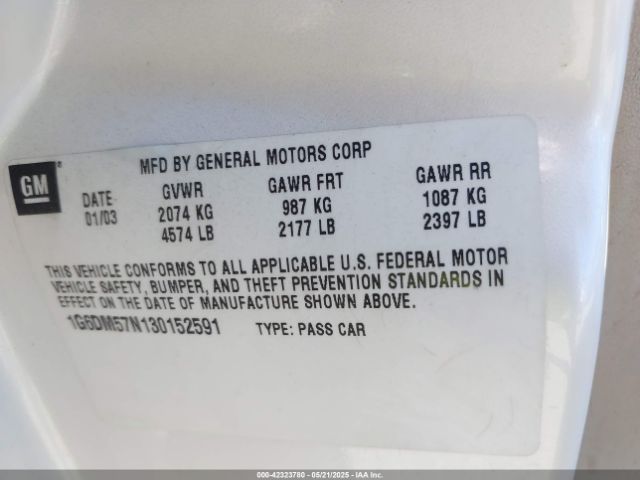 MFD BY GENERAL MOTORS CORP
GM
DATE GVWR GAWR FRT GAWR RR
01/03 2074 KG 987 KG 1087 KG
4574 LB 2177 LB 2397 LB
THIS VEHICLE CONFORMS TO ALL APPLICABLE U.S. FEDERAL MOTOR
VEHICLE SAFETY, BUMPER, AND THEFT PREVENTION STANDARDS IN
EFFECT ON THE DATE OF MANUFACTURE SHOWN ABOVE.
1G6DM57N130152591 TYPE: PASS CAR
000-42323780 - 05/21/2025 - Copyright © 2025 IAA, Inc.